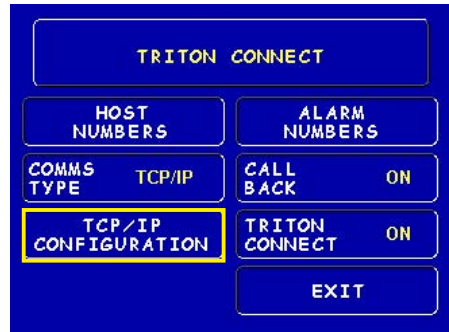 TRITON CONNECT
HOST
NUMBERS
ALARM
NUMBERS
COMMS
TYPE
TCP/IP
CALL
BACK
ON
TCP/IP
CONFIGURATION
TRITON
CONNECT
ON
EXIT